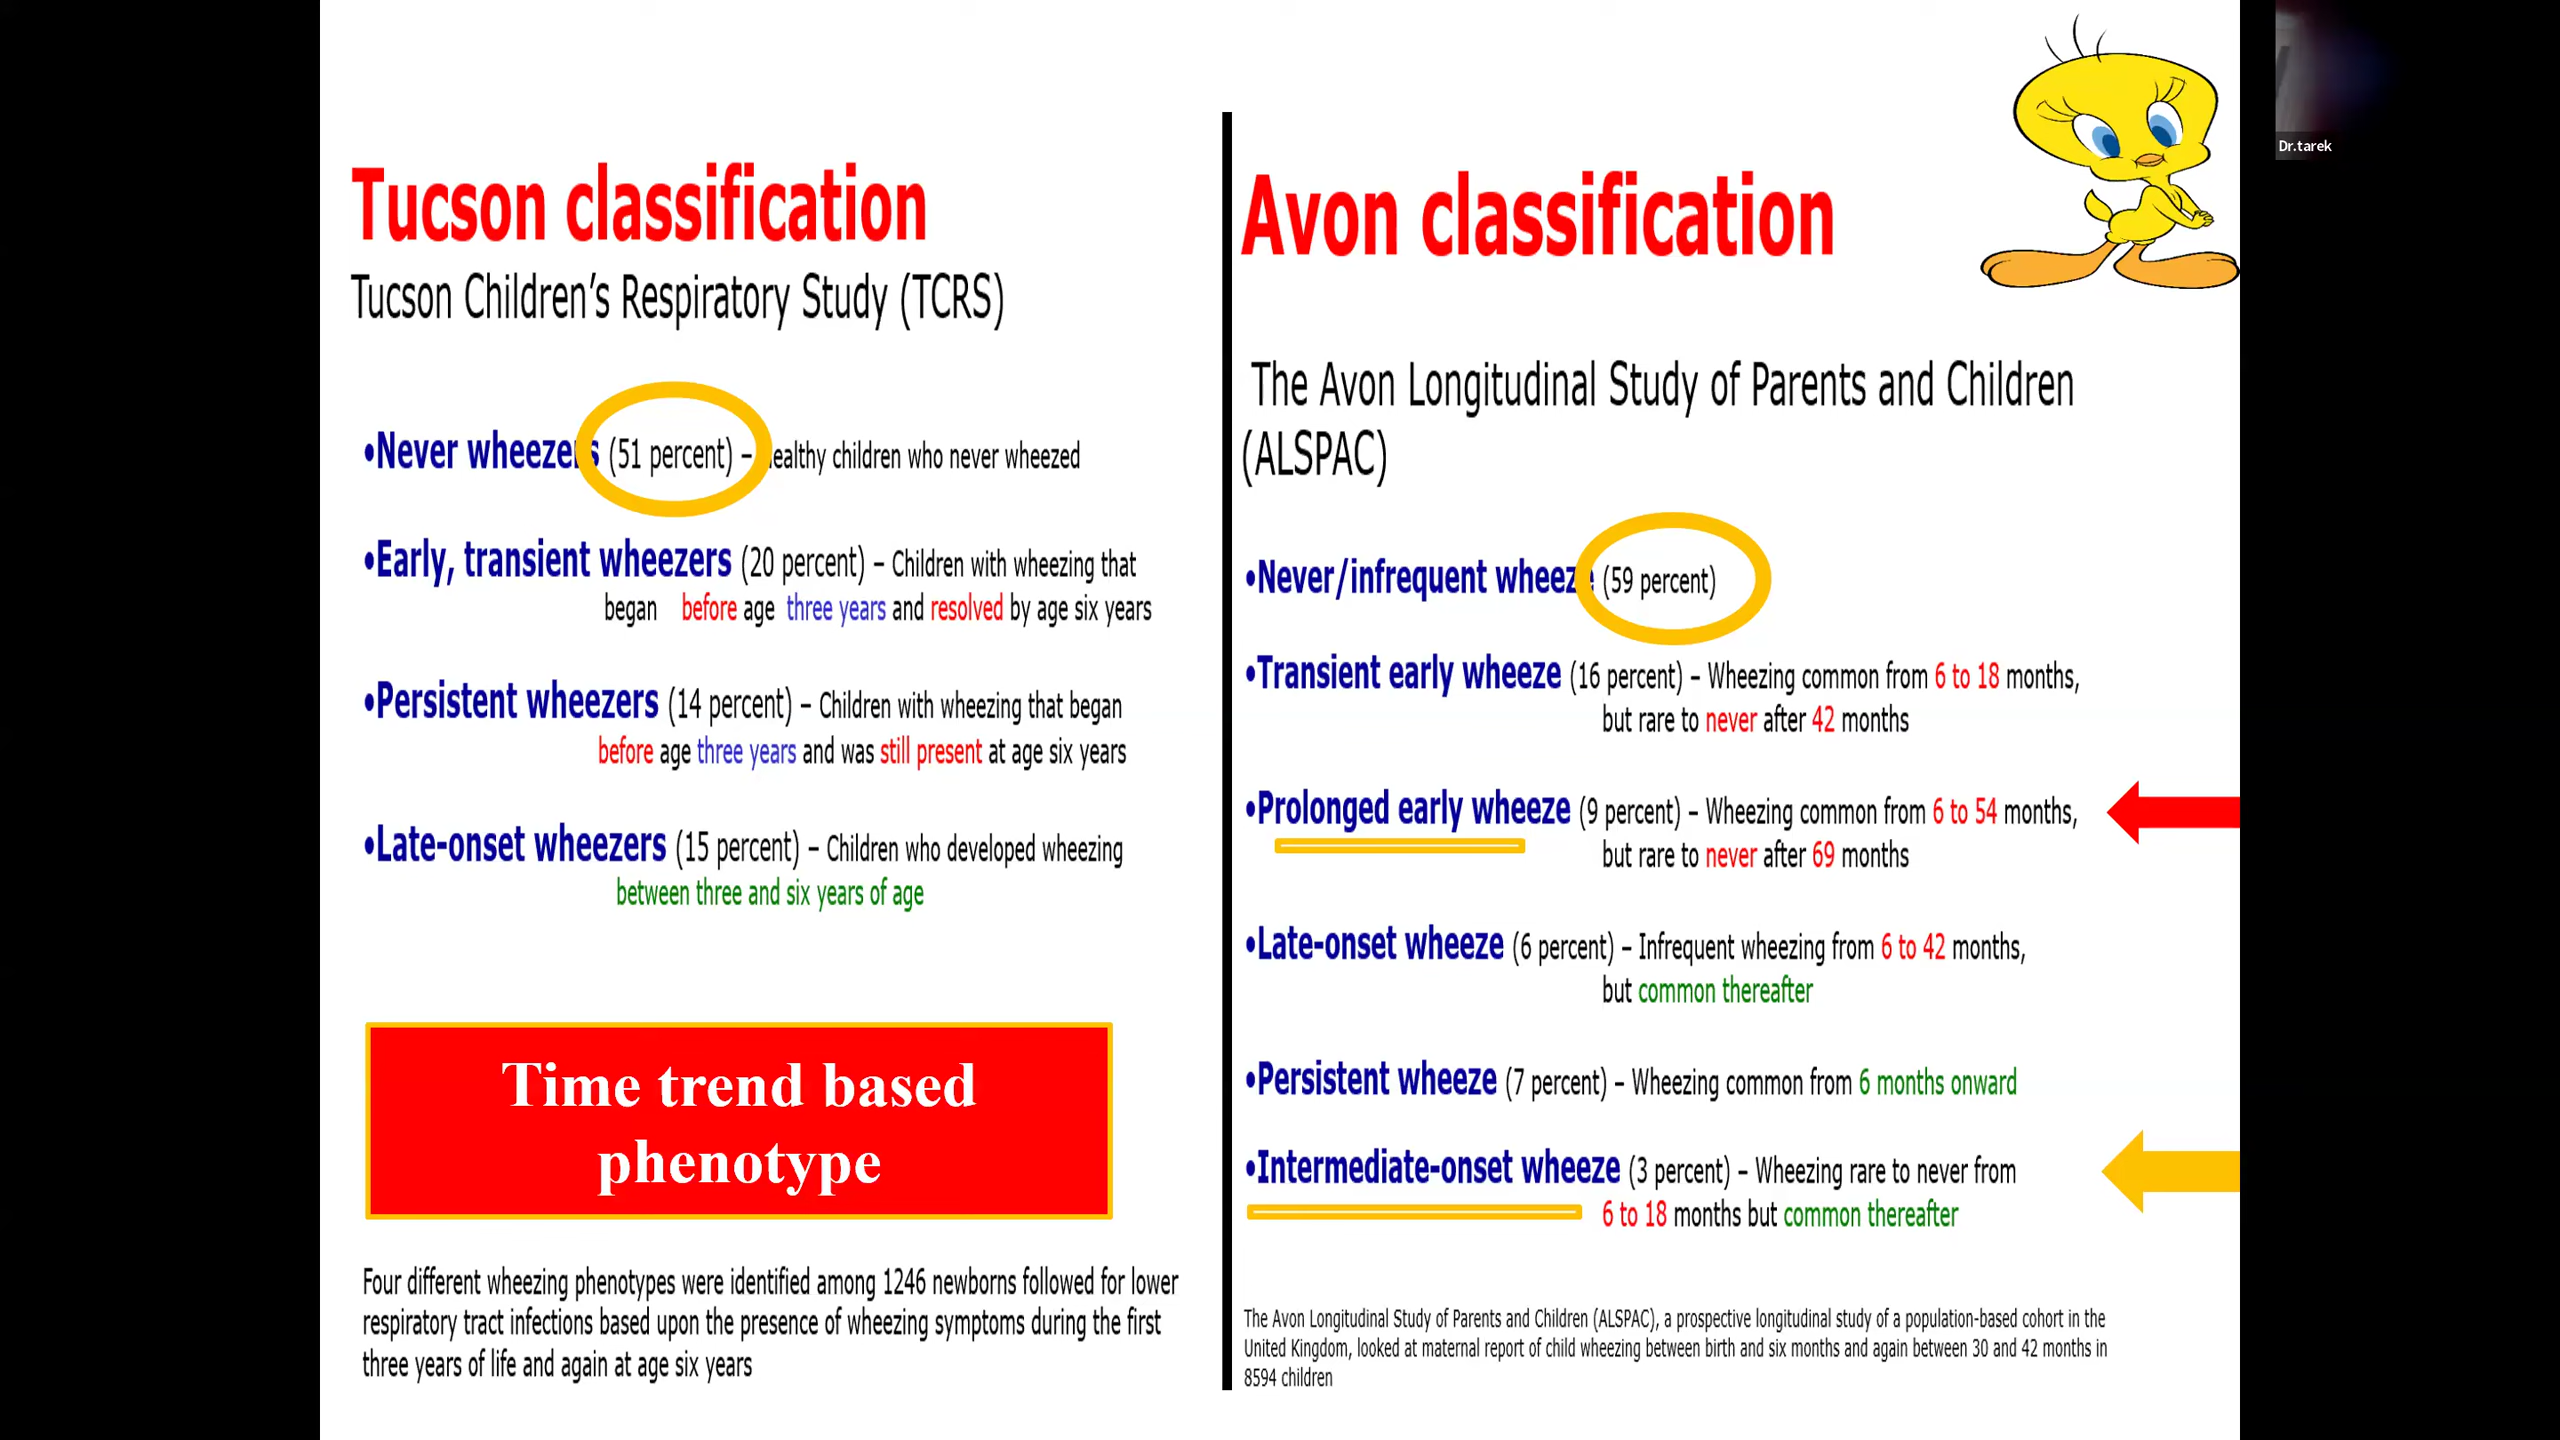 Tucson classification
Tucson Children's Respiratory Study (TCRS)
•Never wheezers (51 percent) – healthy children who never wheezed
•Early, transient wheezers (20 percent) – Children with wheezing that
began before age three years and resolved by age six years
•Persistent wheezers (14 percent) – Children with wheezing that began
before age three years and was still present at age six years
•Late-onset wheezers (15 percent) – Children who developed wheezing
between three and six years of age
Time trend based
phenotype
Four different wheezing phenotypes were identified among 1246 newborns followed for lower
respiratory tract infections based upon the presence of wheezing symptoms during the first
three years of life and again at age six years
Avon classification
The Avon Longitudinal Study of Parents and Children
(ALSPAC)
•Never/infrequent wheeze (59 percent)
•Transient early wheeze (16 percent) – Wheezing common from 6 to 18 months,
but rare to never after 42 months
•Prolonged early wheeze (9 percent) – Wheezing common from 6 to 54 months,
but rare to never after 69 months
•Late-onset wheeze (6 percent) – Infrequent wheezing from 6 to 42 months,
but common thereafter
•Persistent wheeze (7 percent) – Wheezing common from 6 months onward
•Intermediate-onset wheeze (3 percent) – Wheezing rare to never from
6 to 18 months but common thereafter
The Avon Longitudinal Study of Parents and Children (ALSPAC), a prospective longitudinal study of a population-based cohort in the
United Kingdom, looked at maternal report of child wheezing between birth and six months and again between 30 and 42 months in
8594 children
Dr.tarek